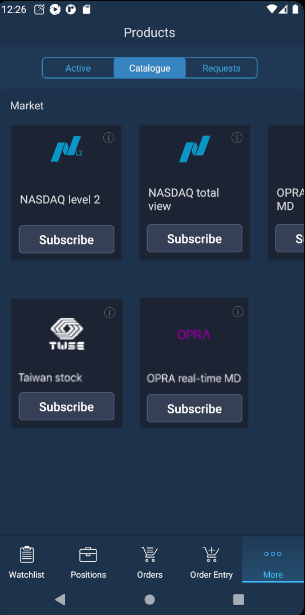 12:26
Products
Active
Catalogue
Requests
Market
L2
NASDAQ level 2
Subscribe
NASDAQ total
view
Subscribe
OPRA
MD
S
TWSE
Taiwan stock
Subscribe
OPRA
OPRA real-time MD
Subscribe
Watchlist
Positions
Orders
Order Entry
More